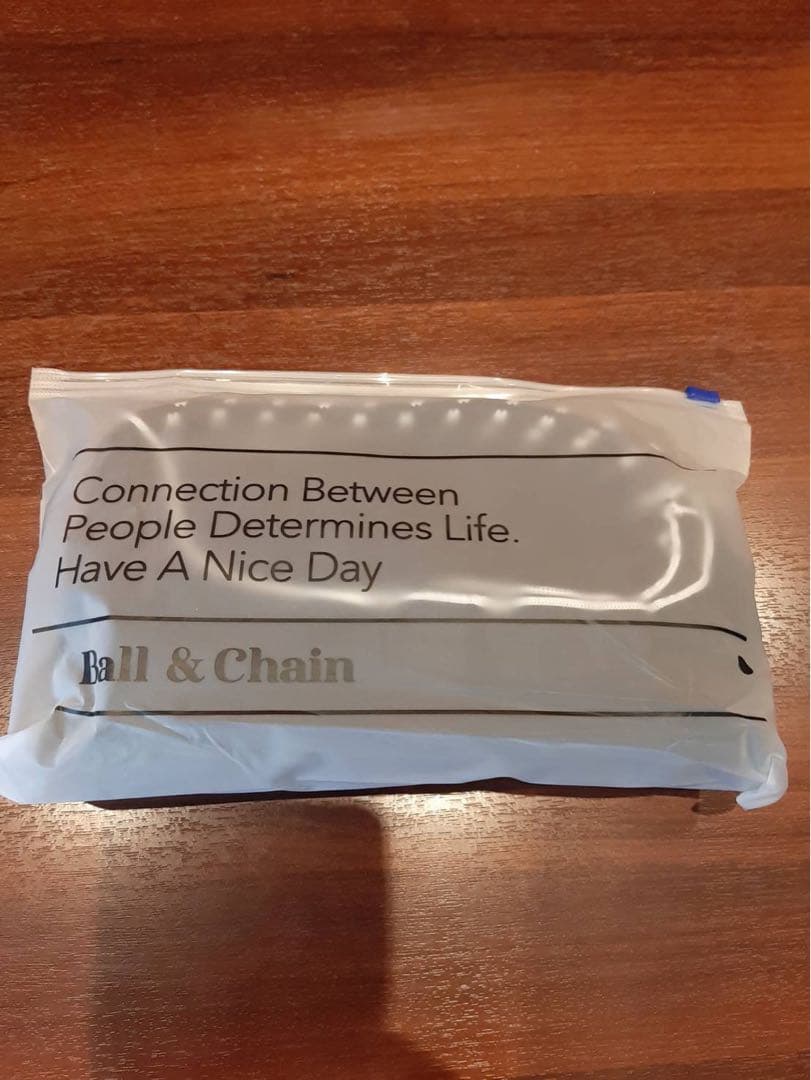 Connection Between
People Determines Life.
Have A Nice Day
Ball & Chain